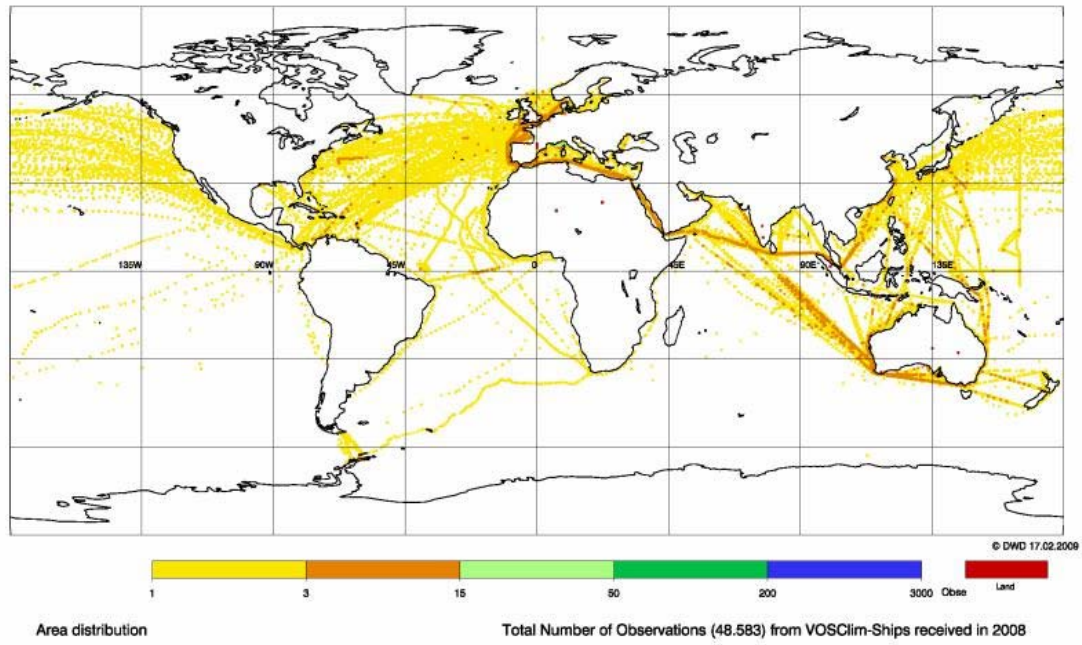 135W 90W 45W 0 45E 90E 135E
© DWD 17.02.2009
1 3 15 50 200 3000 Obse Land
Area distribution Total Number of Observations (48.583) from VOSClim-Ships received in 2008